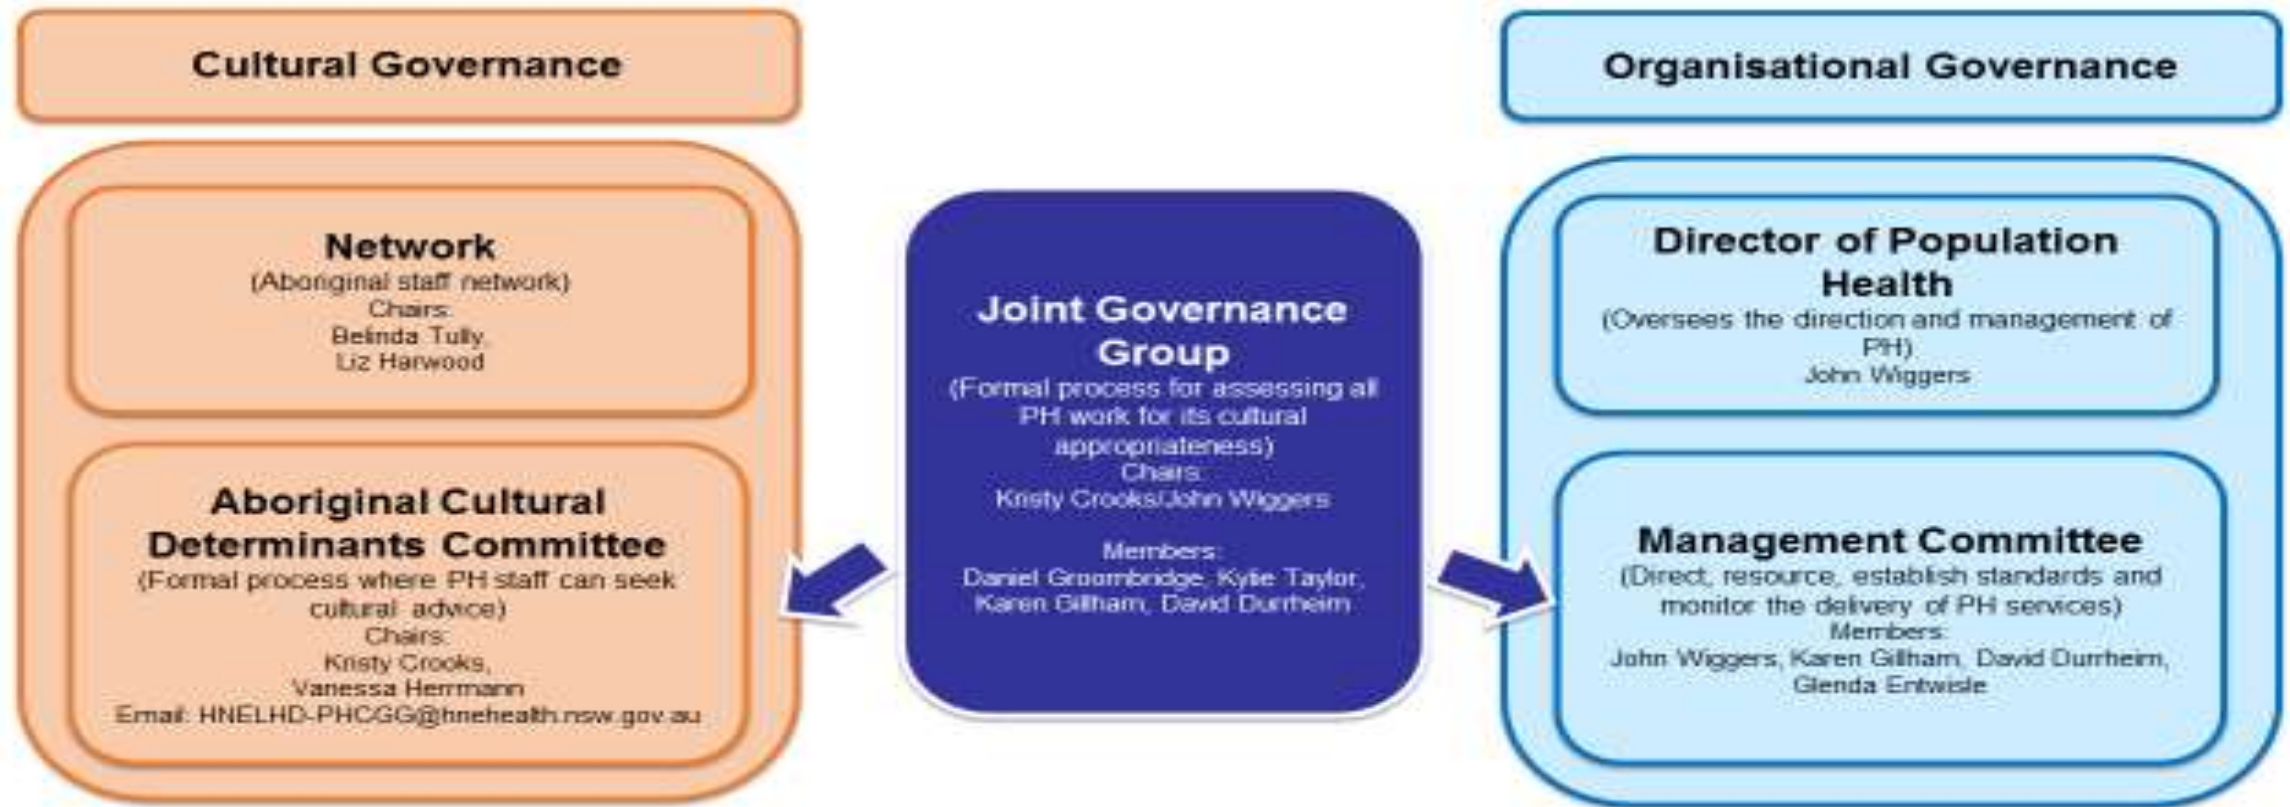 Cultural Governance
Network
(Aboriginal staff network)
Chairs:
Belinda Tully,
Liz Harwood
Aboriginal Cultural
Determinants Committee
(Formal process where PH staff can seek
cultural advice)
Chairs:
Kristy Crooks,
Vanessa Herrmann
Email: HNELHD-PHCGG@hnehealth.nsw.gov.au
Joint Governance
Group
(Formal process for assessing all
PH work for its cultural
appropriateness)
Chairs:
Kristy Crooks/John Wiggers
Members:
Daniel Groombridge, Kylie Taylor,
Karen Gillham, David Durrheim
Organisational Governance
Director of Population
Health
(Oversees the direction and management of
PH)
John Wiggers
Management Committee
(Direct, resource, establish standards and
monitor the delivery of PH services)
Members:
John Wiggers, Karen Gillham, David Durrheim,
Glenda Entwisle